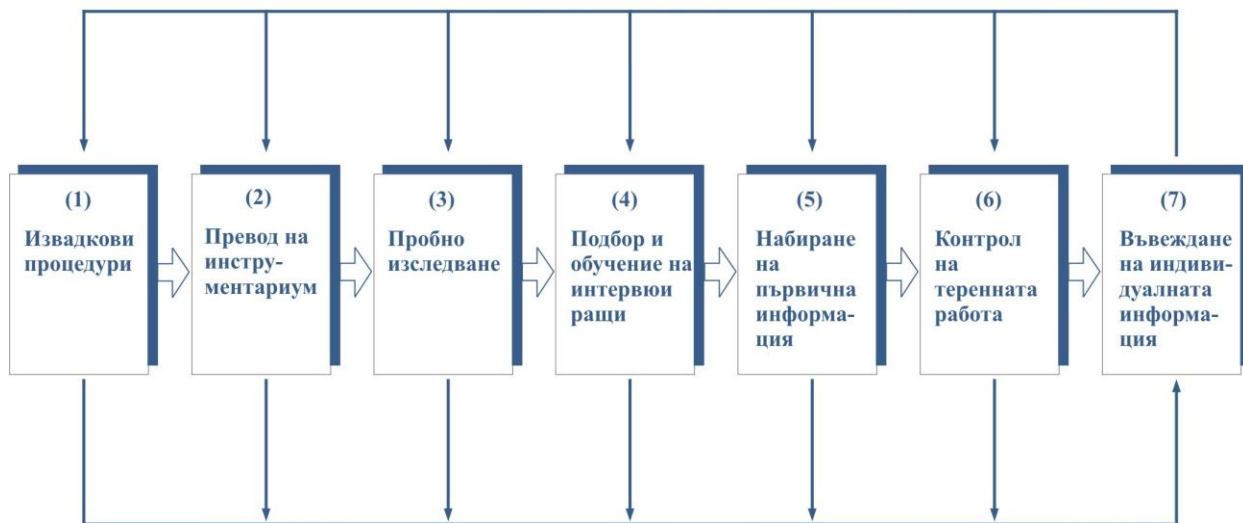 (1)
Извадкови
процедури
(2)
Превод на
инстру-
ментариум
(3)
Пробно
изследване
(4)
Подбор и
обучение на
интервюи
ращи
(5)
Набиране
на
първична
информа-
ция
(6)
Контрол
на
теренната
работа
(7)
Въвеждане
на индиви-
дуалната
информа-
ция